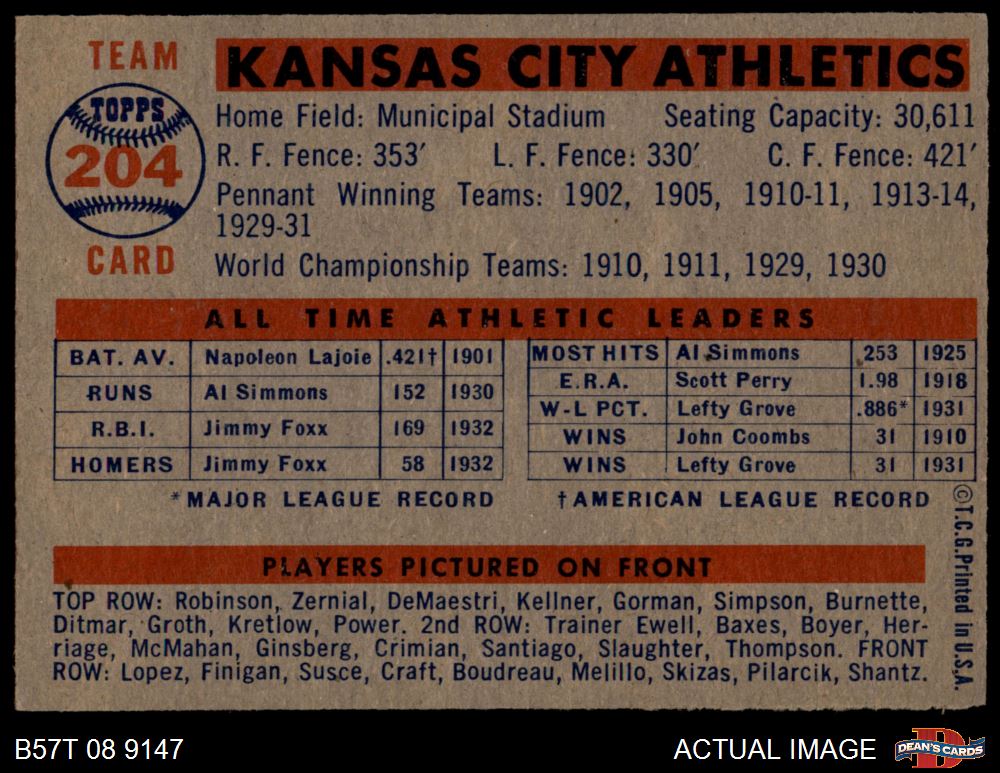 TEAM
TOPPS
204
CARD
KANSAS CITY ATHLETICS
Home Field: Municipal Stadium Seating Capacity: 30,611
R. F. Fence: 353′ L. F. Fence: 330′ C. F. Fence: 421′
Pennant Winning Teams: 1902, 1905, 1910-11, 1913-14,
1929-31
World Championship Teams: 1910, 1911, 1929, 1930
ALL TIME ATHLETIC LEADERS
BAT. AV. Napoleon Lajoie .421† 1901
RUNS Al Simmons 152 1930
R.B.I. Jimmy Foxx 169 1932
HOMERS Jimmy Foxx 58 1932
MOST HITS Al Simmons 253 1925
E.R.A. Scott Perry 1.98 1918
W-L PCT. Lefty Grove .886* 1931
WINS John Coombs 31 1910
WINS Lefty Grove 31 1931
*MAJOR LEAGUE RECORD †AMERICAN LEAGUE RECORD
©T.C.G. Printed in U.S.A.
PLAYERS PICTURED ON FRONT
TOP ROW: Robinson, Zernial, DeMaestri, Kellner, Gorman, Simpson, Burnette,
Ditmar, Groth, Kretlow, Power. 2nd ROW: Trainer Ewell, Baxes, Boyer, Her-
riage, McMahan, Ginsberg, Crimian, Santiago, Slaughter, Thompson. FRONT
ROW: Lopez, Finigan, Susce, Craft, Boudreau, Melillo, Skizas, Pilarcik, Shantz.
B57T 08 9147
ACTUAL IMAGE
D
DEAN'S CARDS